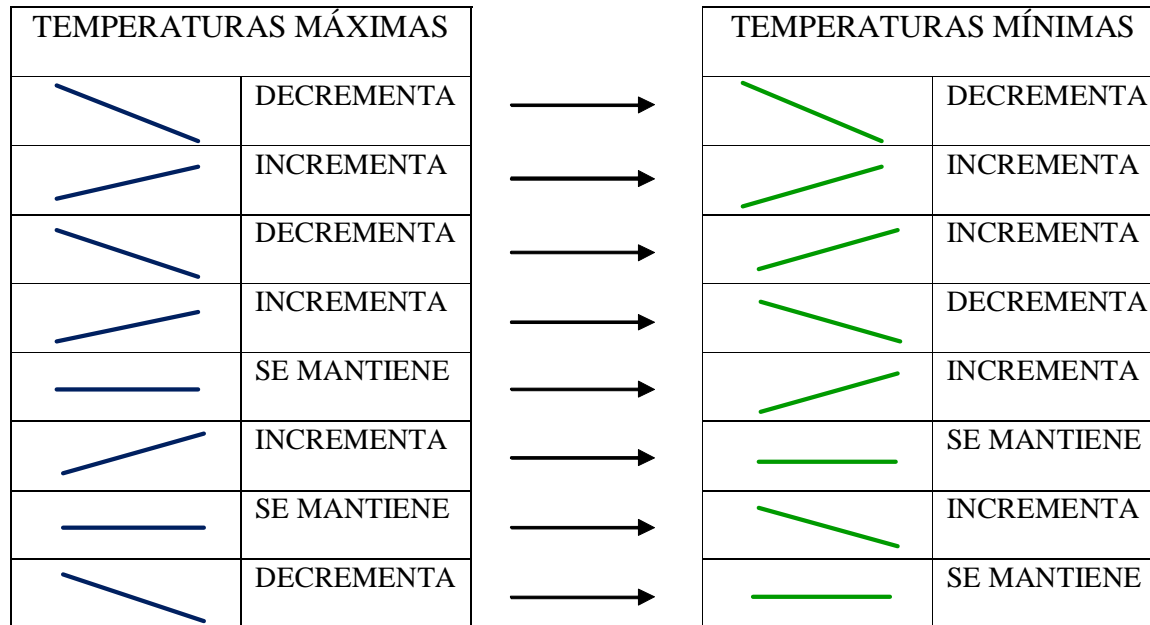 TEMPERATURAS MÁXIMAS
TEMPERATURAS MÍNIMAS
DECREMENTA
DECREMENTA
INCREMENTA
INCREMENTA
DECREMENTA
INCREMENTA
INCREMENTA
DECREMENTA
SE MANTIENE
INCREMENTA
INCREMENTA
SE MANTIENE
SE MANTIENE
INCREMENTA
DECREMENTA
SE MANTIENE